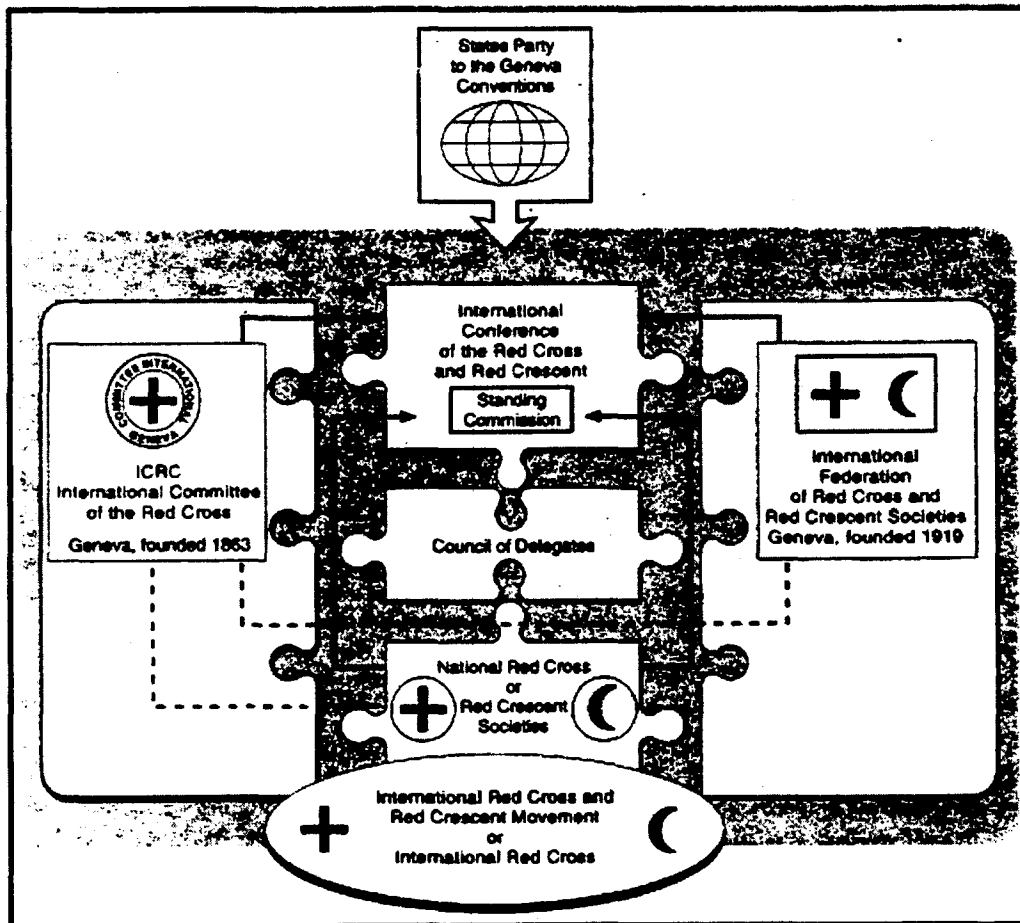 States Party
to the Geneva
Conventions
International
Conference
of the Red Cross
and Red Crescent
Standing
Commission
COMITE INTERNATIONAL
GENEVE
ICRC
International Committee
of the Red Cross
Geneva, founded 1863
International
Federation
of Red Cross and
Red Crescent Societies
Geneva, founded 1919
Council of Delegates
National Red Cross
or
Red Crescent
Societies
International Red Cross and
Red Crescent Movement
or
International Red Cross